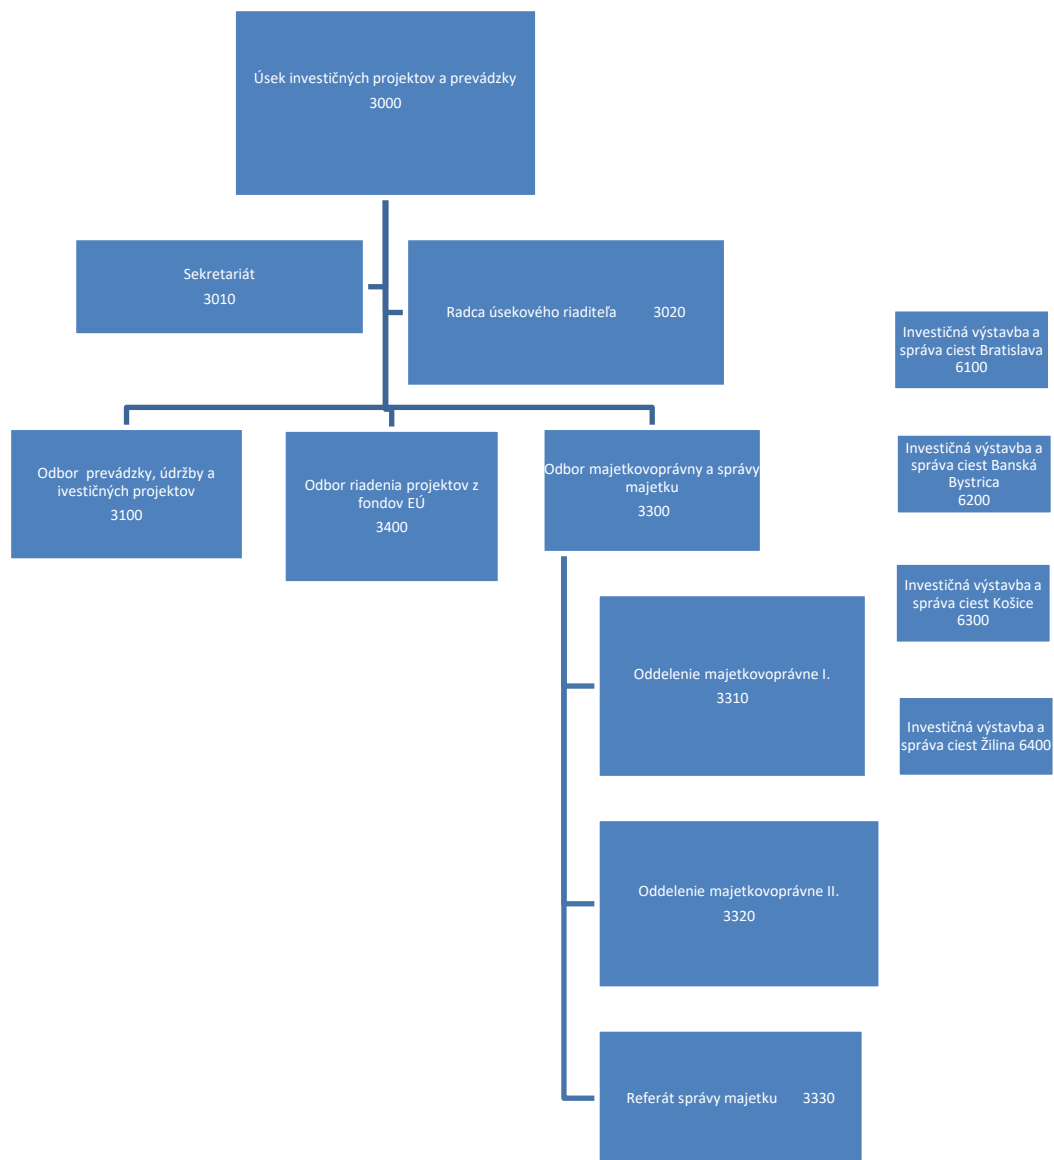 Úsek investičných projektov a prevádzky
3000
Sekretariát
3010
Radca úsekového riaditeľa 3020
Investičná výstavba a
správa ciest Bratislava
6100
Odbor prevádzky, údržby a
ivestičných projektov
3100
Odbor riadenia projektov z
fondov EÚ
3400
Odbor majetkovoprávny a správy
majetku
3300
Investičná výstavba a
správa ciest Banská
Bystrica
6200
Investičná výstavba a
správa ciest Košice
6300
Oddelenie majetkovoprávne I.
3310
Investičná výstavba a
správa ciest Žilina 6400
Oddelenie majetkovoprávne II.
3320
Referát správy majetku 3330